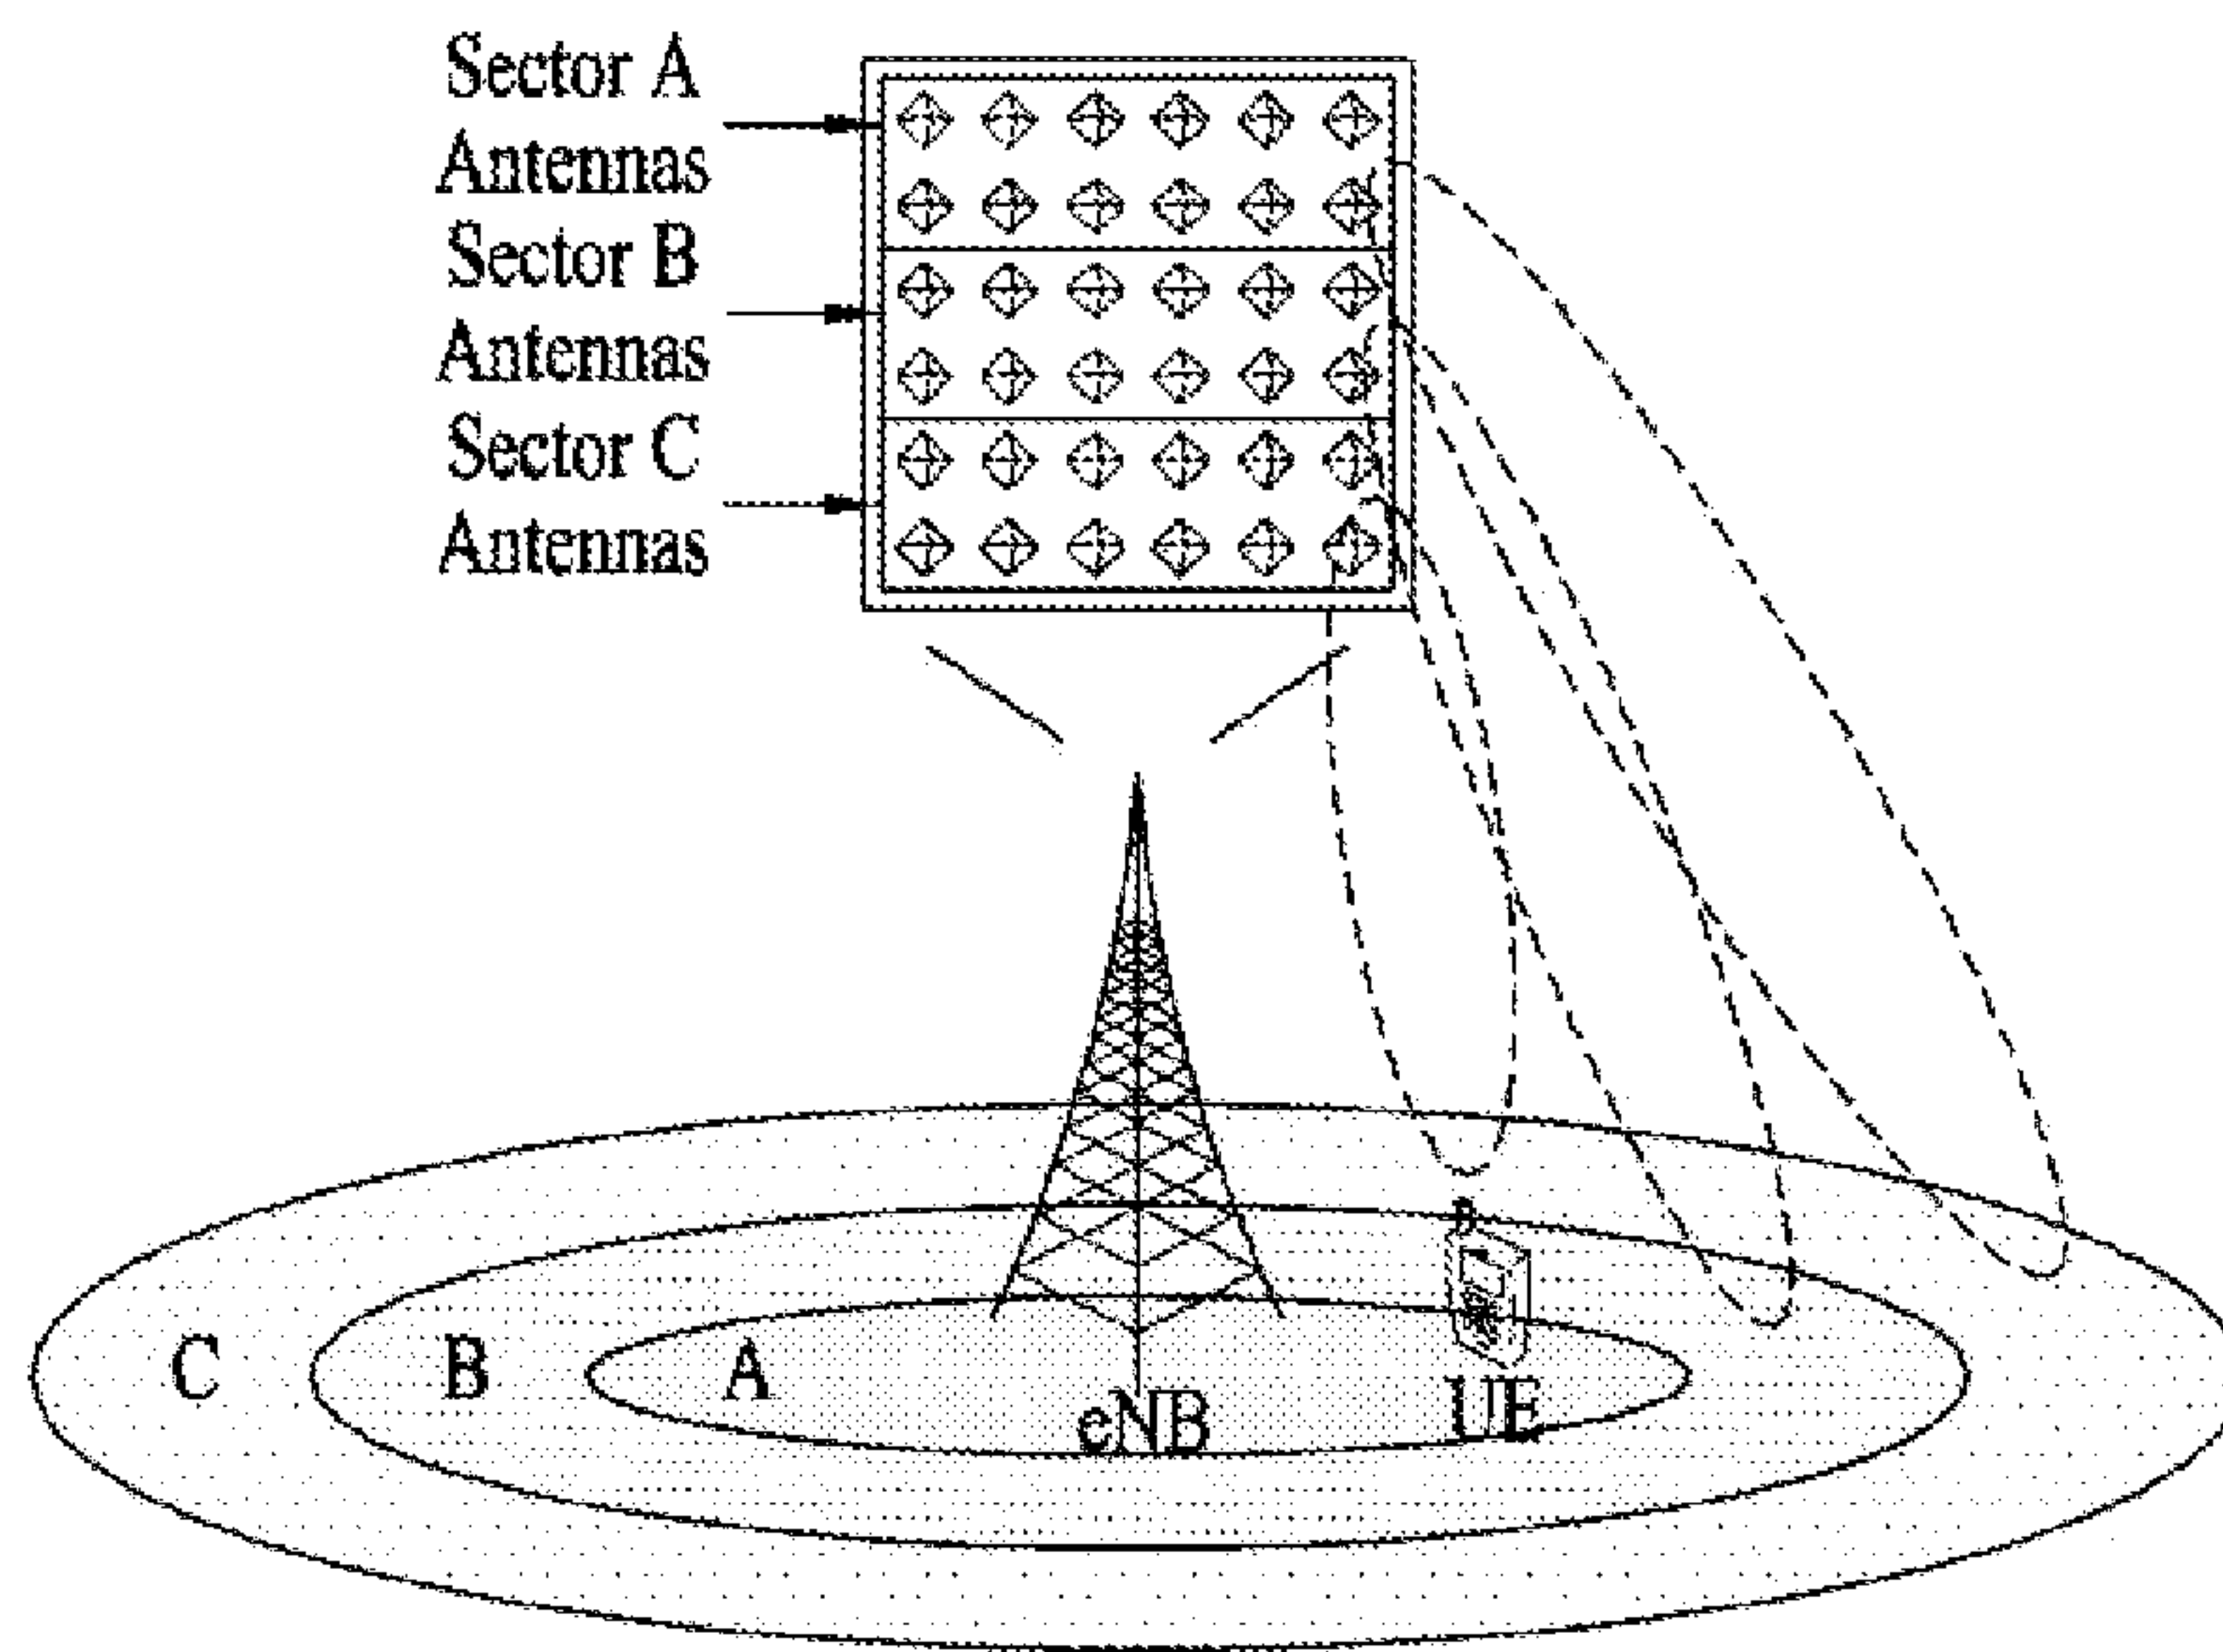 Sector A
Antennas
Sector B
Antennas
Sector C
Antennas
C
B
A
eNB
UE